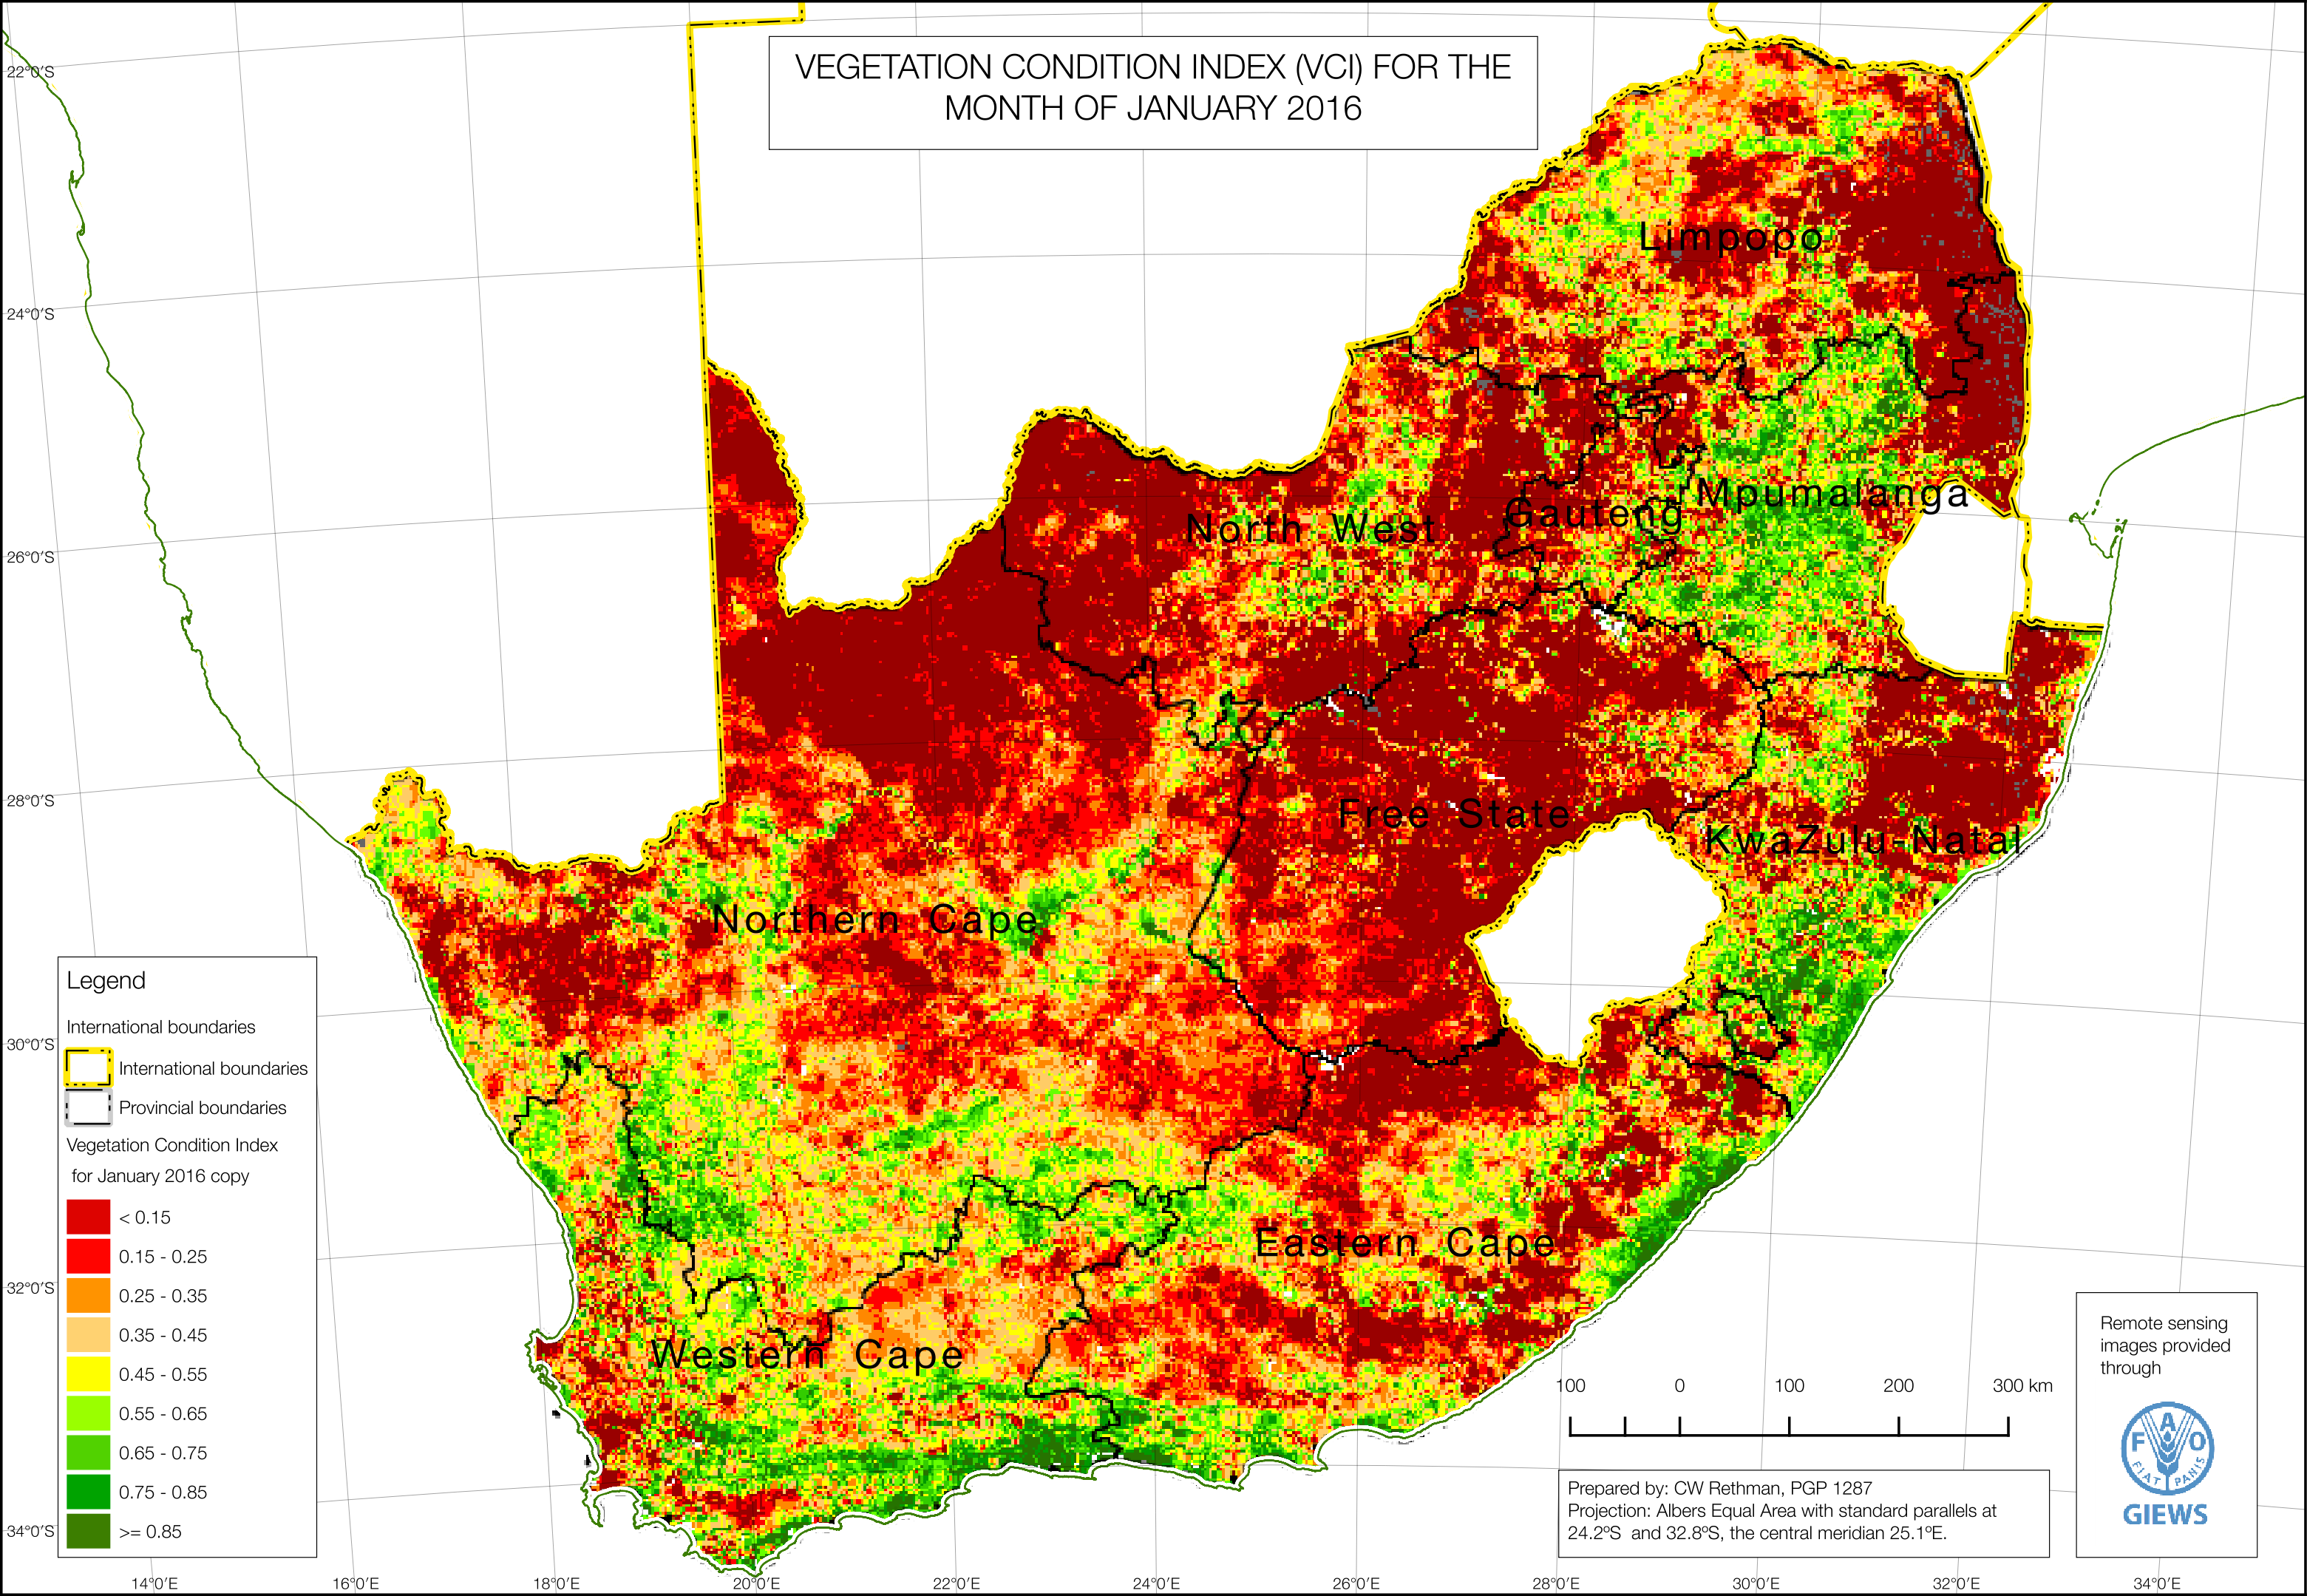 VEGETATION CONDITION INDEX (VCI) FOR THE
MONTH OF JANUARY 2016
22°0'S
24°0'S
26°0'S
28°0'S
30°0'S
32°0'S
34°0'S
Limpopo
Mpumalanga
Gauteng
North West
Free State
KwaZulu-Natal
Northern Cape
Eastern Cape
Western Cape
Legend
International boundaries
International boundaries
Provincial boundaries
Vegetation Condition Index
for January 2016 copy
< 0.15
0.15 - 0.25
0.25 - 0.35
0.35 - 0.45
0.45 - 0.55
0.55 - 0.65
0.65 - 0.75
0.75 - 0.85
>= 0.85
100 0 100 200 300 km
Prepared by: CW Rethman, PGP 1287
Projection: Albers Equal Area with standard parallels at
24.2ºS and 32.8ºS, the central meridian 25.1ºE.
Remote sensing
images provided
through
F A O
FIAT PANIS
GIEWS
14°0'E 16°0'E 18°0'E 20°0'E 22°0'E 24°0'E 26°0'E 28°0'E 30°0'E 32°0'E 34°0'E